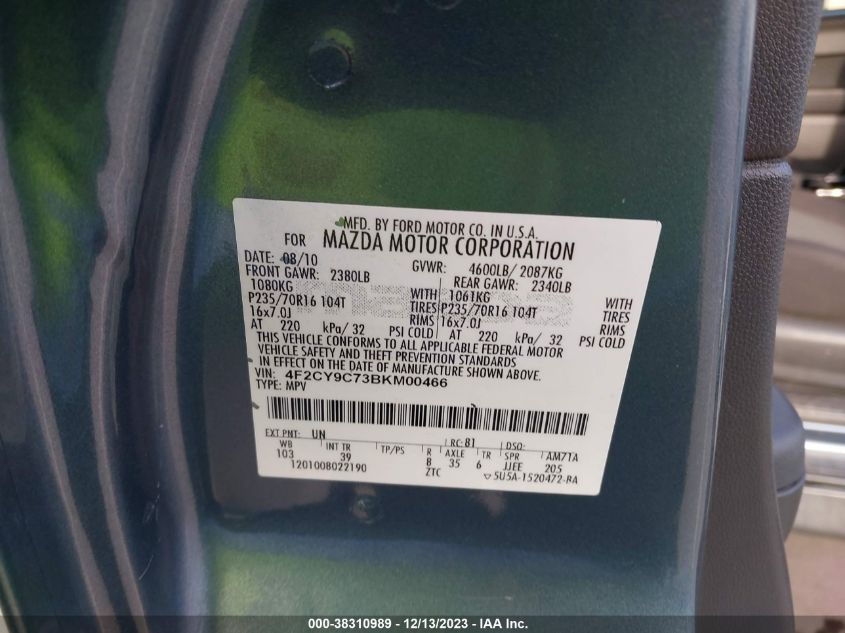 MFD. BY FORD MOTOR CO. IN U.S.A.
FOR MAZDA MOTOR CORPORATION
DATE: 08/10 GVWR: 4600LB/ 2087KG
FRONT GAWR: 2380LB REAR GAWR: 2340LB
1080KG WITH 1061KG WITH
P235/70R16 104T TIRES P235/70R16 104T TIRES
16x7.0J RIMS 16x7.0J RIMS
AT 220 kPa/ 32 PSI COLD AT 220 kPa/ 32 PSI COLD
THIS VEHICLE CONFORMS TO ALL APPLICABLE FEDERAL MOTOR
VEHICLE SAFETY AND THEFT PREVENTION STANDARDS
IN EFFECT ON THE DATE OF MANUFACTURE SHOWN ABOVE.
VIN: 4F2CY9C73BKM00466
TYPE: MPV
EXT PNT: UN RC: 81 DSO:
WB INT TR TP/PS R AXLE TR SPR AM7TA
103 39 8 35 6 JJEE 205
1201008022190 ZTC 5U5A-1520472-BA
000-38310989 - 12/13/2023 - IAA Inc.